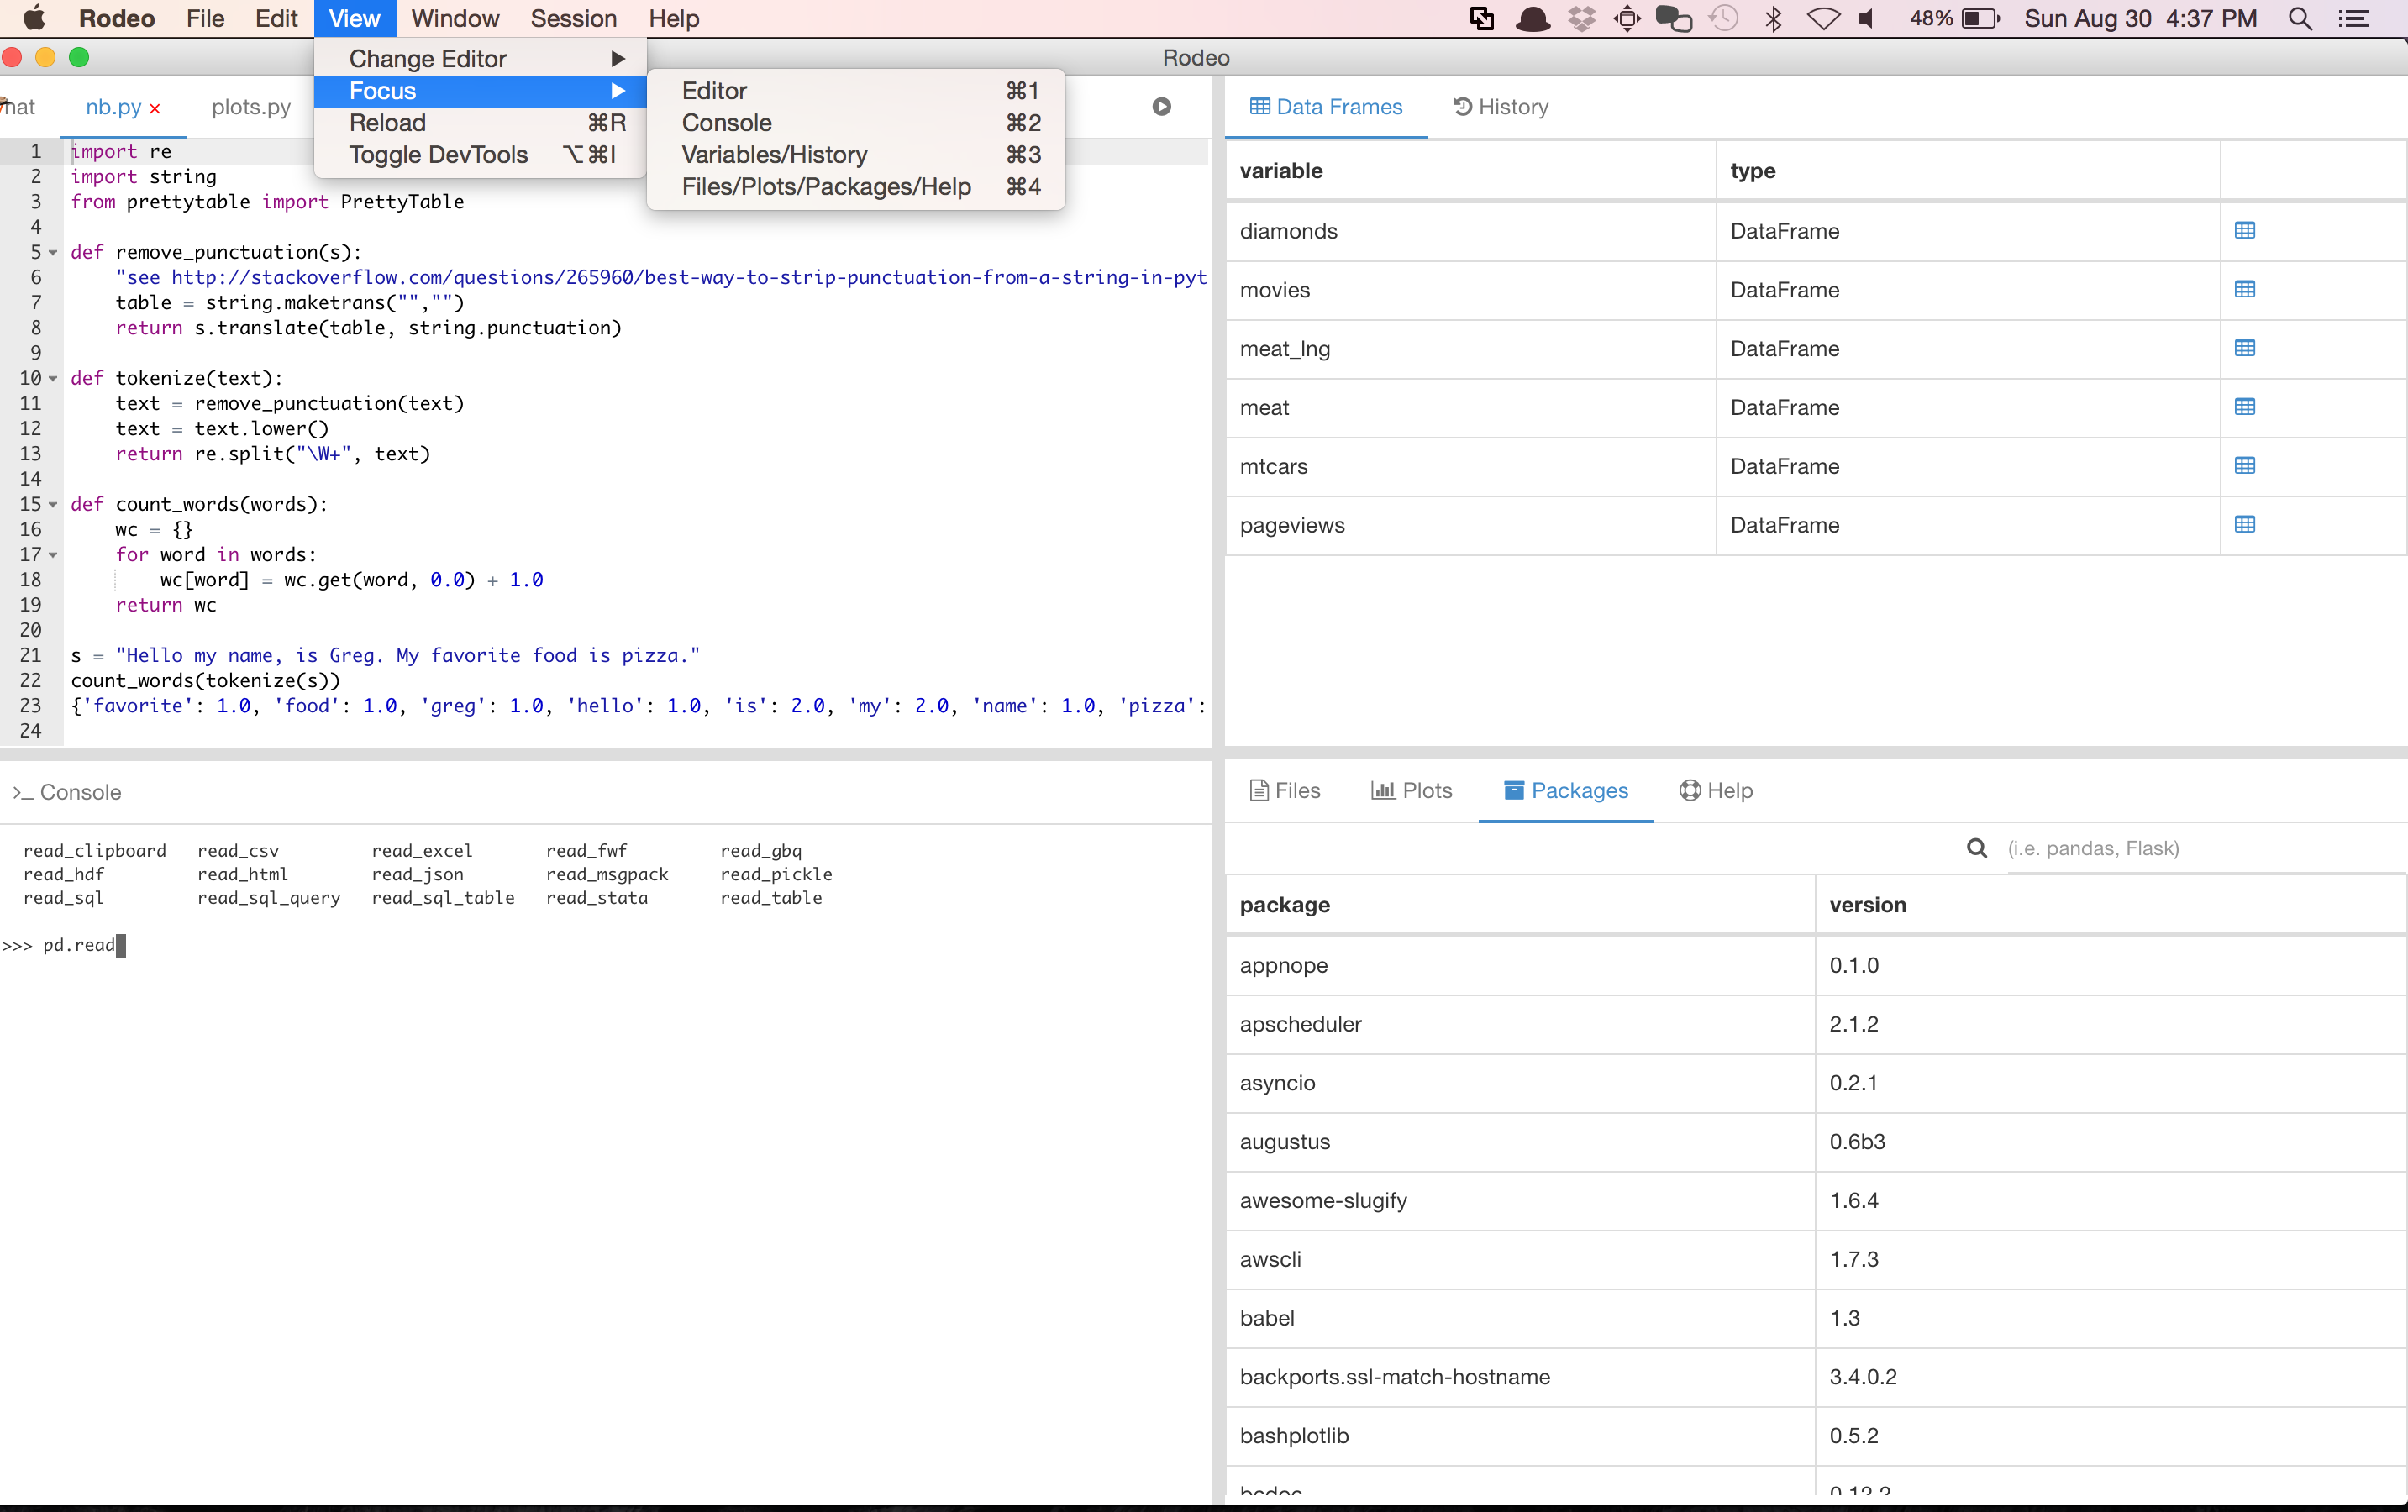 Rodeo File Edit View Window Session Help 48% Sun Aug 30 4:37 PM
Rodeo
Change Editor
Focus
Reload ⌘R
Toggle DevTools ⌥⌘I
Editor ⌘1
Console ⌘2
Variables/History ⌘3
Files/Plots/Packages/Help ⌘4
nb.py × plots.py
1 import re
2 import string
3 from prettytable import PrettyTable
4
5 def remove_punctuation(s):
6 "see http://stackoverflow.com/questions/265960/best-way-to-strip-punctuation-from-a-string-in-pyt
7 table = string.maketrans("","")
8 return s.translate(table, string.punctuation)
9
10 def tokenize(text):
11 text = remove_punctuation(text)
12 text = text.lower()
13 return re.split("\W+", text)
14
15 def count_words(words):
16 wc = {}
17 for word in words:
18 wc[word] = wc.get(word, 0.0) + 1.0
19 return wc
20
21 s = "Hello my name, is Greg. My favorite food is pizza."
22 count_words(tokenize(s))
23 {'favorite': 1.0, 'food': 1.0, 'greg': 1.0, 'hello': 1.0, 'is': 2.0, 'my': 2.0, 'name': 1.0, 'pizza':
24
Data Frames History
variable type
diamonds DataFrame
movies DataFrame
meat_lng DataFrame
meat DataFrame
mtcars DataFrame
pageviews DataFrame
>_ Console
read_clipboard read_csv read_excel read_fwf read_gbq
read_hdf read_html read_json read_msgpack read_pickle
read_sql read_sql_query read_sql_table read_stata read_table
>>> pd.read
Files Plots Packages Help
(i.e. pandas, Flask)
package version
appnope 0.1.0
apscheduler 2.1.2
asyncio 0.2.1
augustus 0.6b3
awesome-slugify 1.6.4
awscli 1.7.3
babel 1.3
backports.ssl-match-hostname 3.4.0.2
bashplotlib 0.5.2